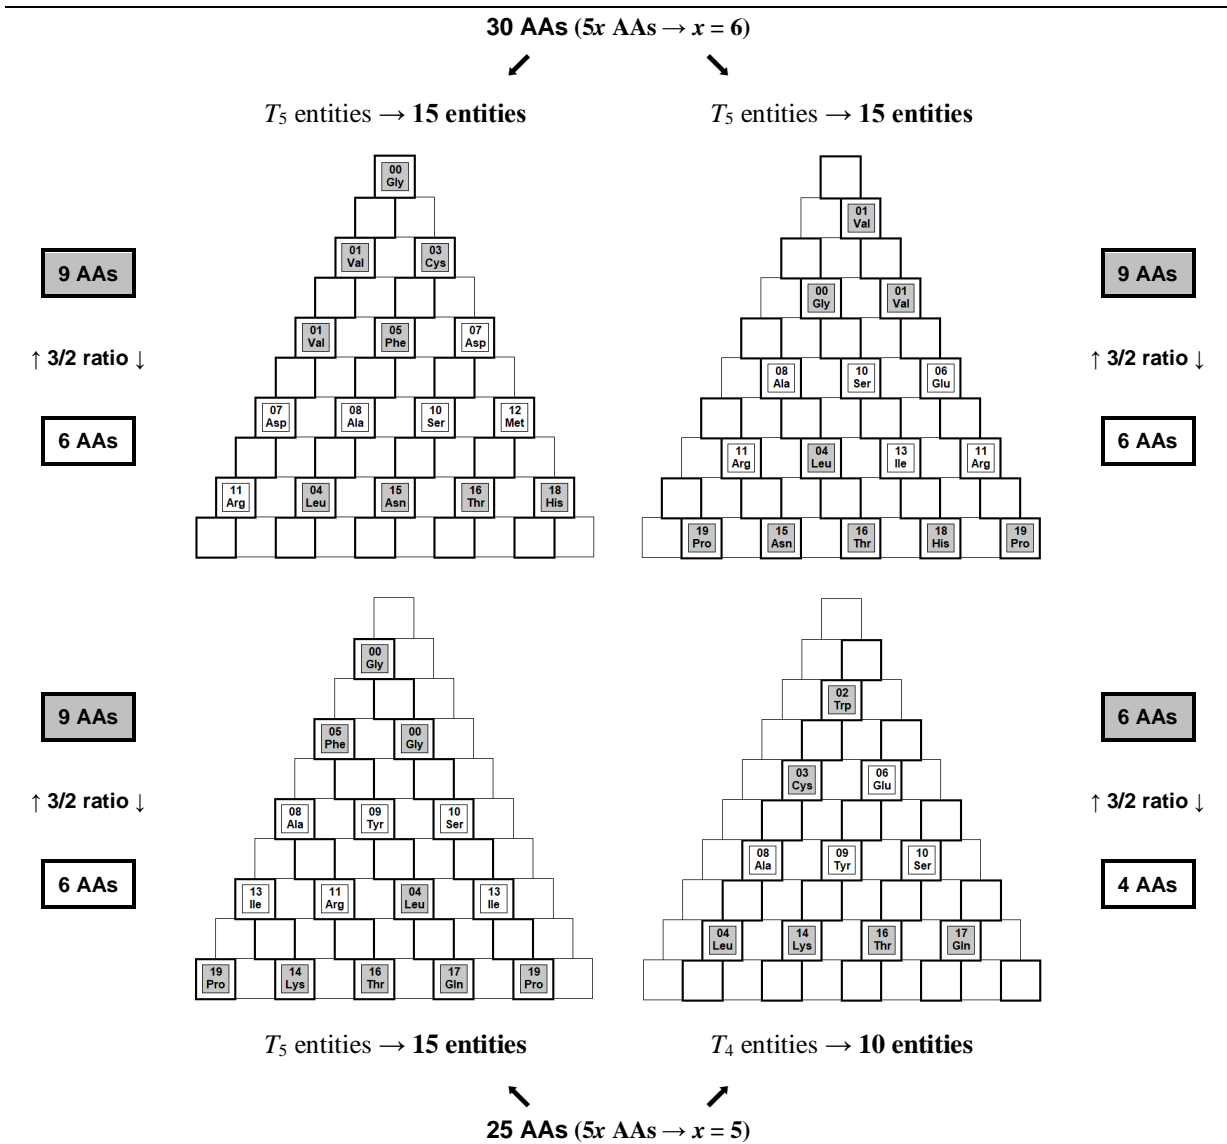 30 AAs (5x AAs → x = 6)
T5 entities → 15 entities
T5 entities → 15 entities
00 Gly
01 Val
03 Cys
01 Val
05 Phe
07 Asp
07 Asp
08 Ala
10 Ser
12 Met
11 Arg
04 Leu
15 Asn
16 Thr
18 His
9 AAs
↑ 3/2 ratio ↓
6 AAs
01 Val
00 Gly
01 Val
08 Ala
10 Ser
06 Glu
11 Arg
04 Leu
13 Ile
11 Arg
19 Pro
15 Asn
16 Thr
18 His
19 Pro
9 AAs
↑ 3/2 ratio ↓
6 AAs
00 Gly
05 Phe
00 Gly
08 Ala
09 Tyr
10 Ser
13 Ile
11 Arg
04 Leu
13 Ile
19 Pro
14 Lys
16 Thr
17 Gln
19 Pro
9 AAs
↑ 3/2 ratio ↓
6 AAs
02 Trp
03 Cys
06 Glu
08 Ala
09 Tyr
10 Ser
04 Leu
14 Lys
16 Thr
17 Gln
6 AAs
↑ 3/2 ratio ↓
4 AAs
T5 entities → 15 entities
T4 entities → 10 entities
25 AAs (5x AAs → x = 5)